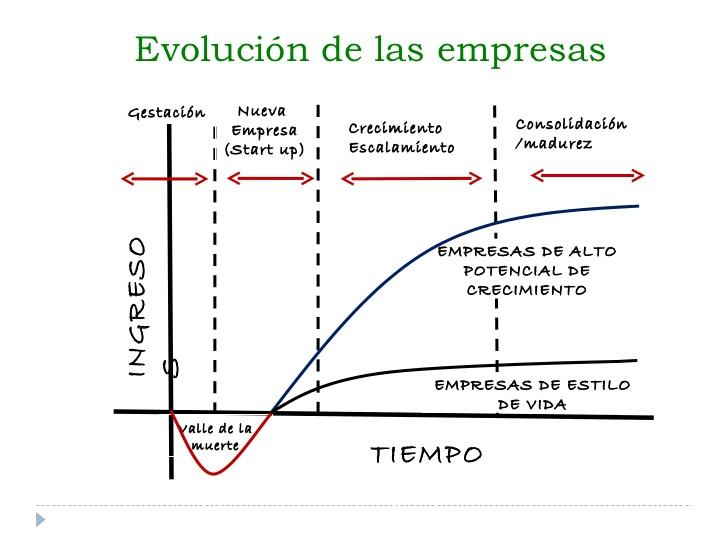 Evolución de las empresas
Gestación
Nueva
Empresa
(Start up)
Crecimiento
Escalamiento
Consolidación
/madurez
INGRESO
S
EMPRESAS DE ALTO
POTENCIAL DE
CRECIMIENTO
EMPRESAS DE ESTILO
DE VIDA
Valle de la
muerte
TIEMPO